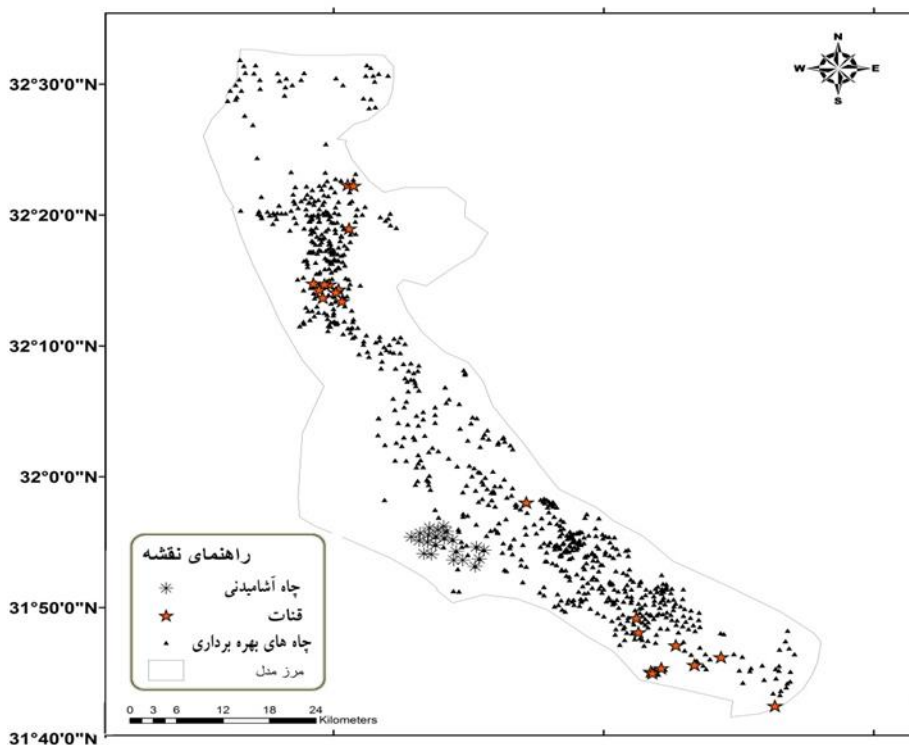 N
W E
S
32°30'0"N
32°20'0"N
32°10'0"N
32°0'0"N
31°50'0"N
31°40'0"N
راهنمای نقشه
چاه آشامیدنی
قنات
چاه های بهره برداری
مرز مدل
0 3 6 12 18 24
Kilometers